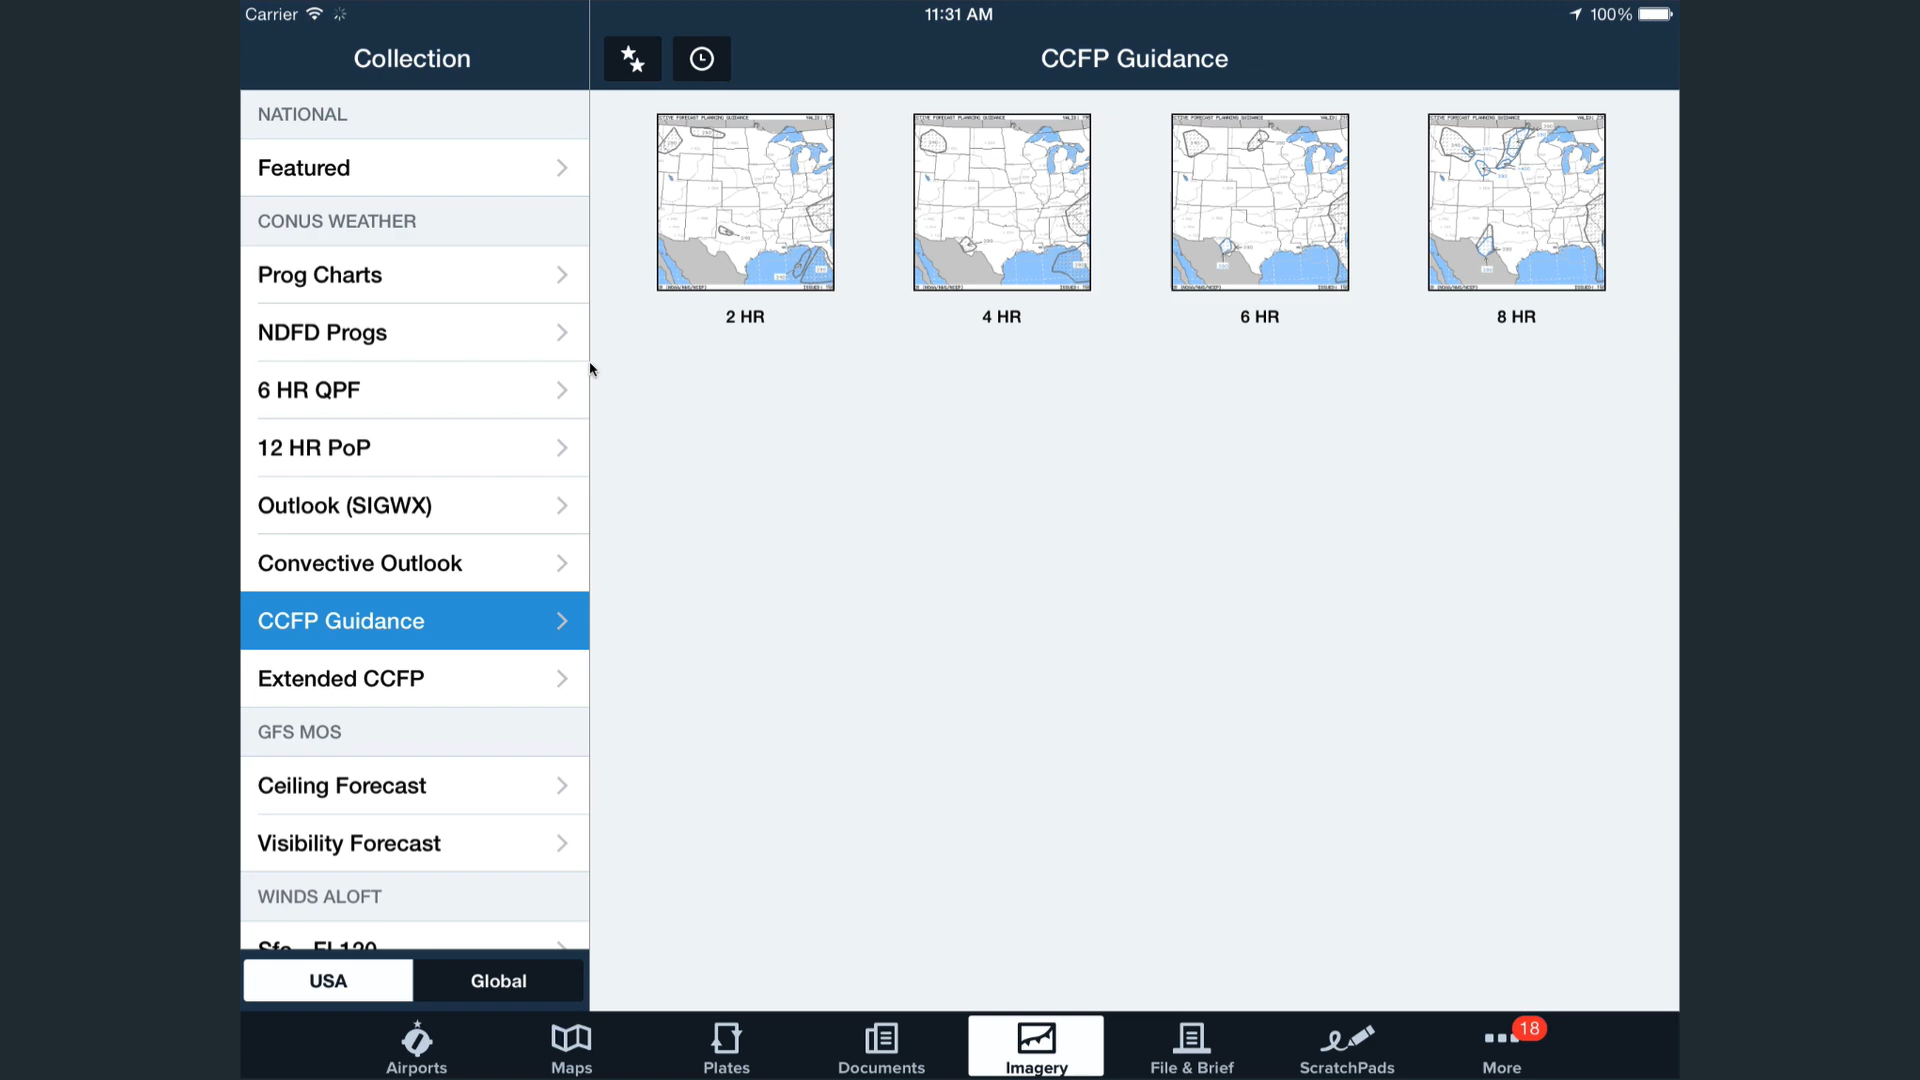 Carrier
11:31 AM
100%
Collection
CCFP Guidance
NATIONAL
Featured
CONUS WEATHER
Prog Charts
NDFD Progs
6 HR QPF
12 HR PoP
Outlook (SIGWX)
Convective Outlook
CCFP Guidance
Extended CCFP
GFS MOS
Ceiling Forecast
Visibility Forecast
WINDS ALOFT
USA
Global
2 HR
4 HR
6 HR
8 HR
Airports
Maps
Plates
Documents
Imagery
File & Brief
ScratchPads
More
18